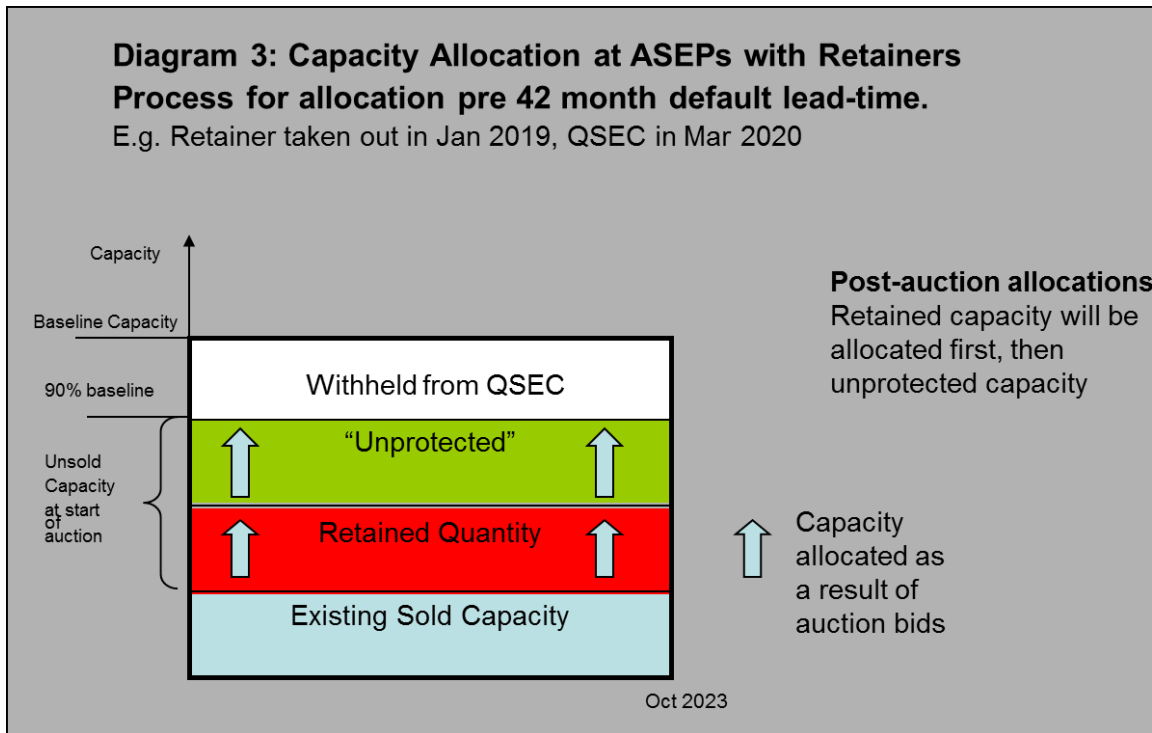 Diagram 3: Capacity Allocation at ASEPs with Retainers
Process for allocation pre 42 month default lead-time.
E.g. Retainer taken out in Jan 2019, QSEC in Mar 2020
Capacity
Baseline Capacity
90% baseline
Unsold
Capacity
at start
of
auction
Withheld from QSEC
“Unprotected”
Retained Quantity
Existing Sold Capacity
Oct 2023
Post-auction allocations
Retained capacity will be
allocated first, then
unprotected capacity
Capacity
allocated as
a result of
auction bids